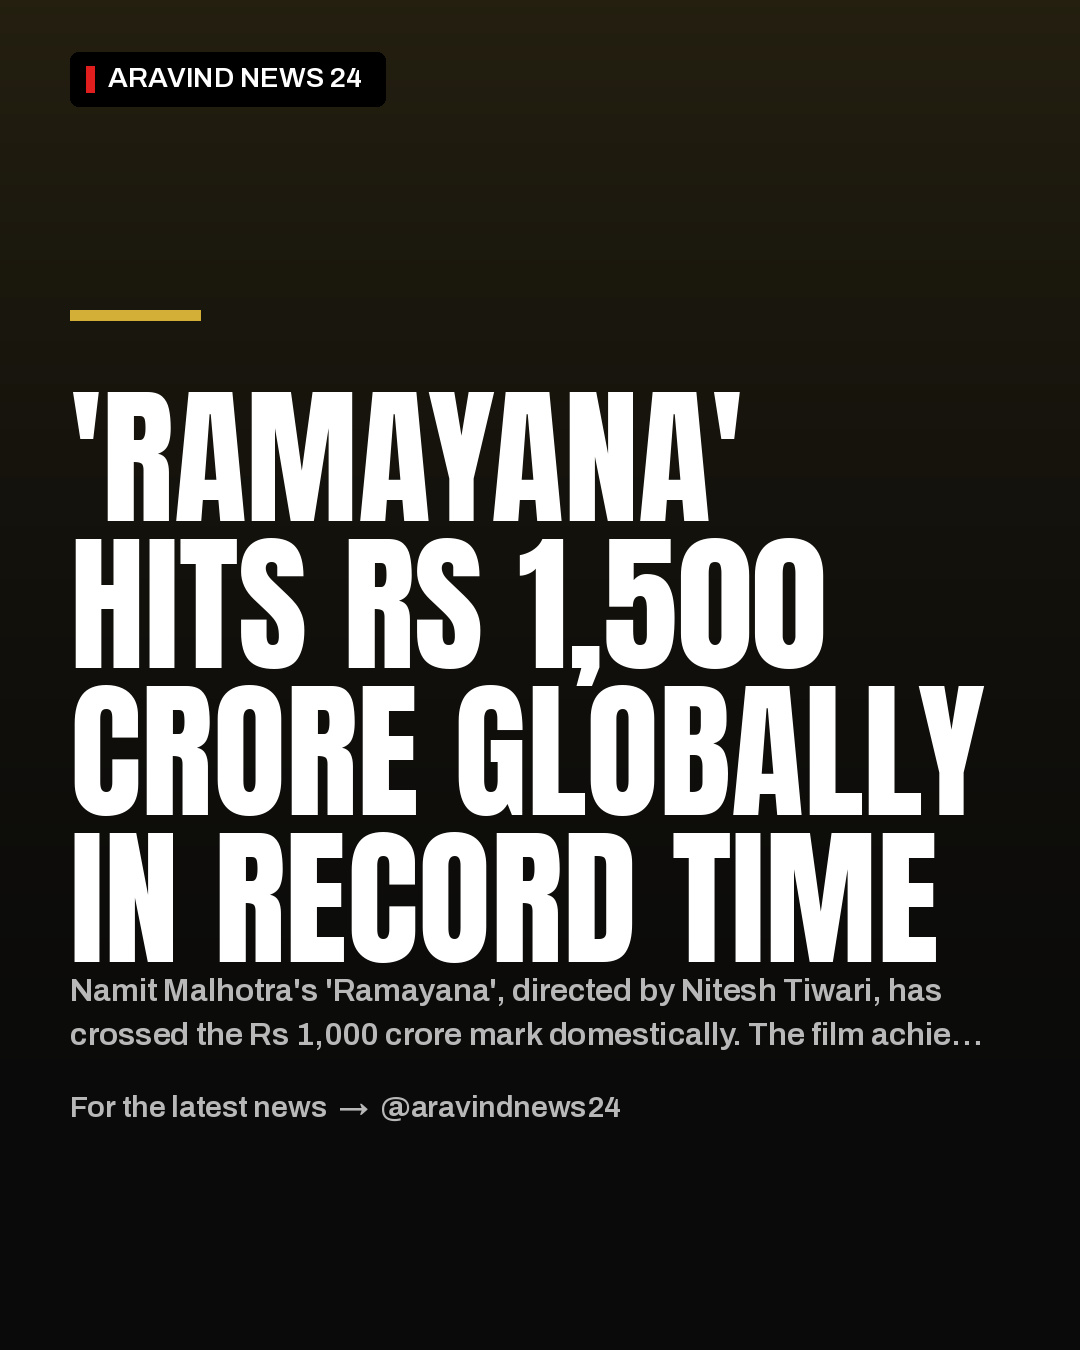 ARAVIND NEWS 24
'RAMAYANA'
HITS RS 1,500
CRORE GLOBALLY
IN RECORD TIME
Namit Malhotra's 'Ramayana', directed by Nitesh Tiwari, has
crossed the Rs 1,000 crore mark domestically. The film achie...
For the latest news → @aravindnews24